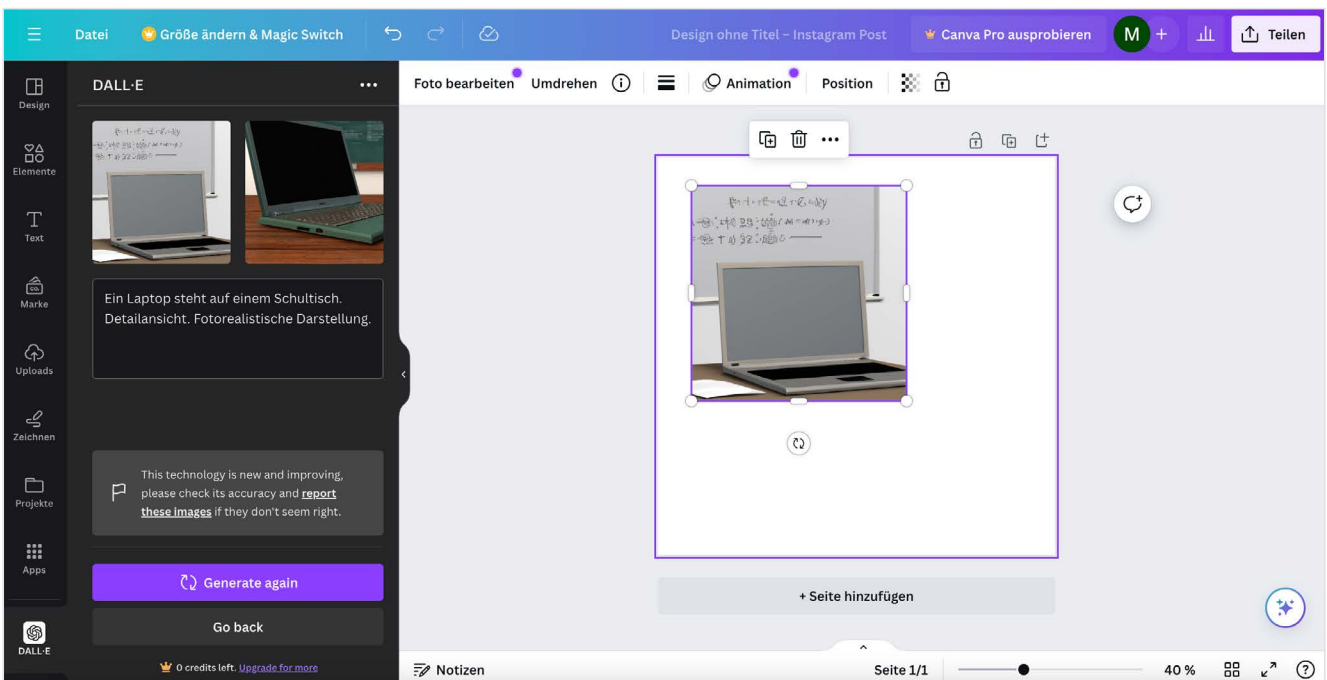 Datei
Größe ändern & Magic Switch
Design ohne Titel – Instagram Post
Canva Pro ausprobieren
M
+
Teilen
Design
Elemente
Text
Marke
Uploads
Zeichnen
Projekte
Apps
DALL·E
DALL·E
Ein Laptop steht auf einem Schultisch.
Detailansicht. Fotorealistische Darstellung.
This technology is new and improving,
please check its accuracy and report
these images if they don't seem right.
Generate again
Go back
0 credits left. Upgrade for more
Foto bearbeiten Umdrehen Animation Position
+ Seite hinzufügen
Notizen
Seite 1/1
40 %